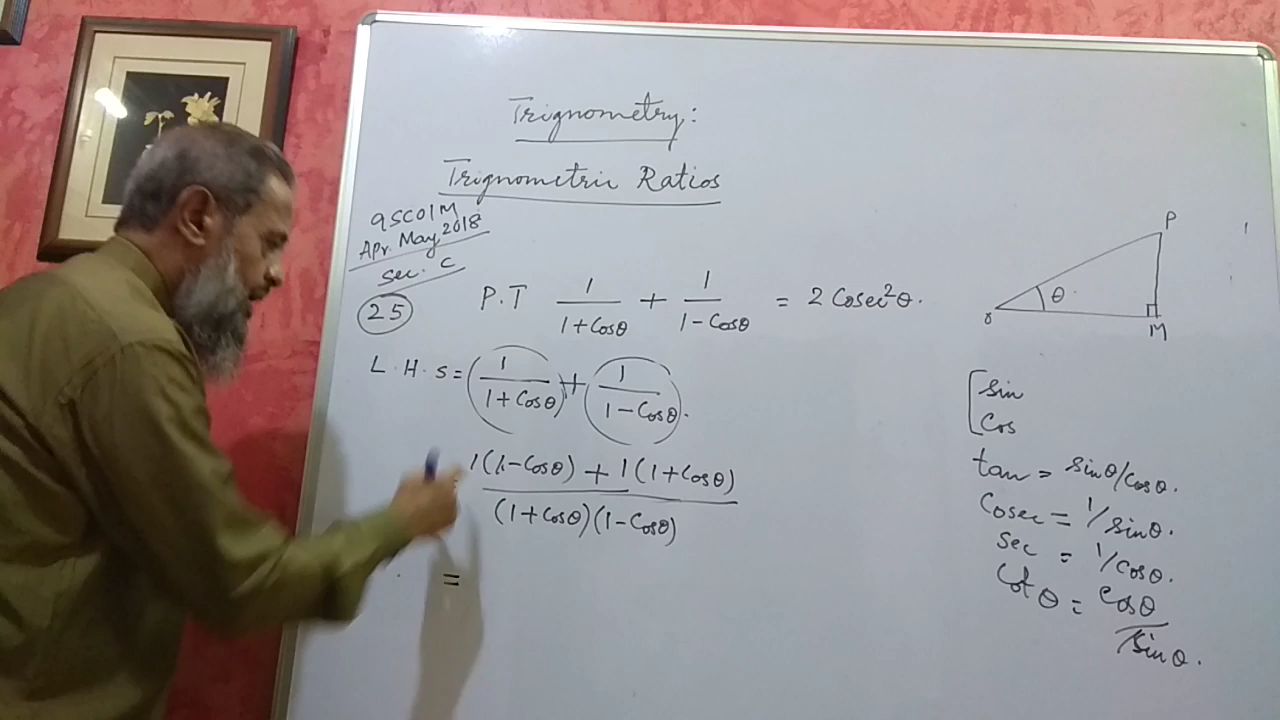 Trignometry:
Trignometric Ratios
9SC01M
Apr. May 2018
Sec. C
25
P.T 1/1+Cosθ + 1/1-Cosθ = 2 Cosec²θ.
L.H.S = (1/1+Cosθ) + (1/1-Cosθ).
= 1(1-Cosθ) + 1(1+Cosθ)
(1+Cosθ)(1-Cosθ)
=
P
θ
O
M
Sin
Cos
tan = Sinθ/Cosθ.
Cosec = 1/Sinθ.
Sec = 1/Cosθ.
Cot θ = Cosθ
/Sinθ.